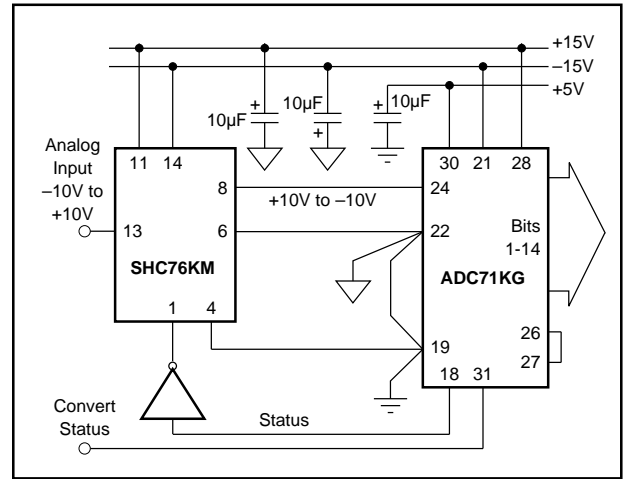 +15V
–15V
+5V
10µF
+
10µF
+
+
10µF
Analog
Input
–10V to
+10V
11
14
8
13
6
SHC76KM
1
4
+10V to –10V
30
21
28
24
22
Bits
1-14
ADC71KG
19
26
27
18
31
Convert
Status
Status